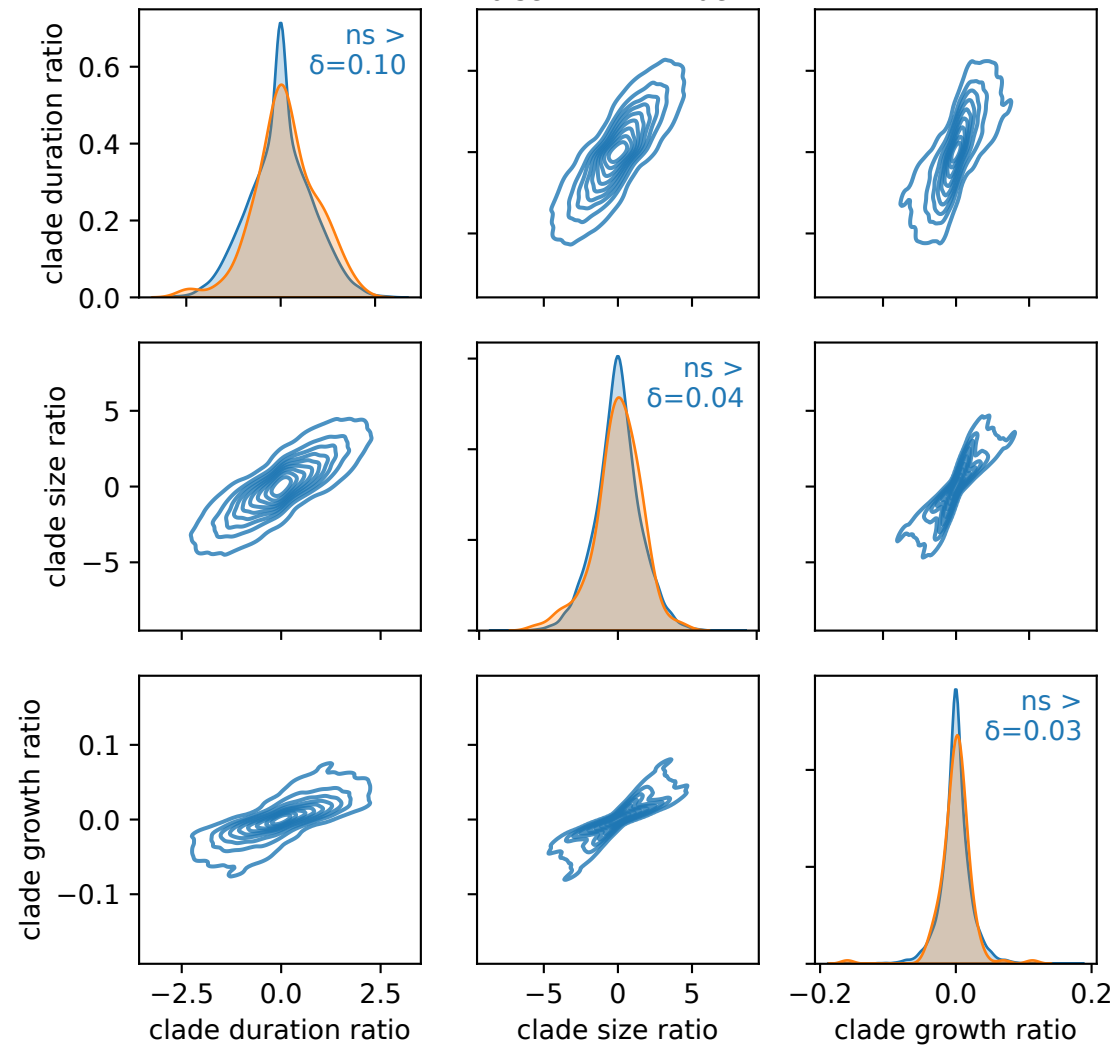 clade duration ratio
0.6
0.4
0.2
0.0
ns >
δ=0.10
clade size ratio
5
0
−5
ns >
δ=0.04
clade growth ratio
0.1
0.0
−0.1
ns >
δ=0.03
−2.5 0.0 2.5
−5 0 5
−0.2 0.0 0.2
clade duration ratio
clade size ratio
clade growth ratio